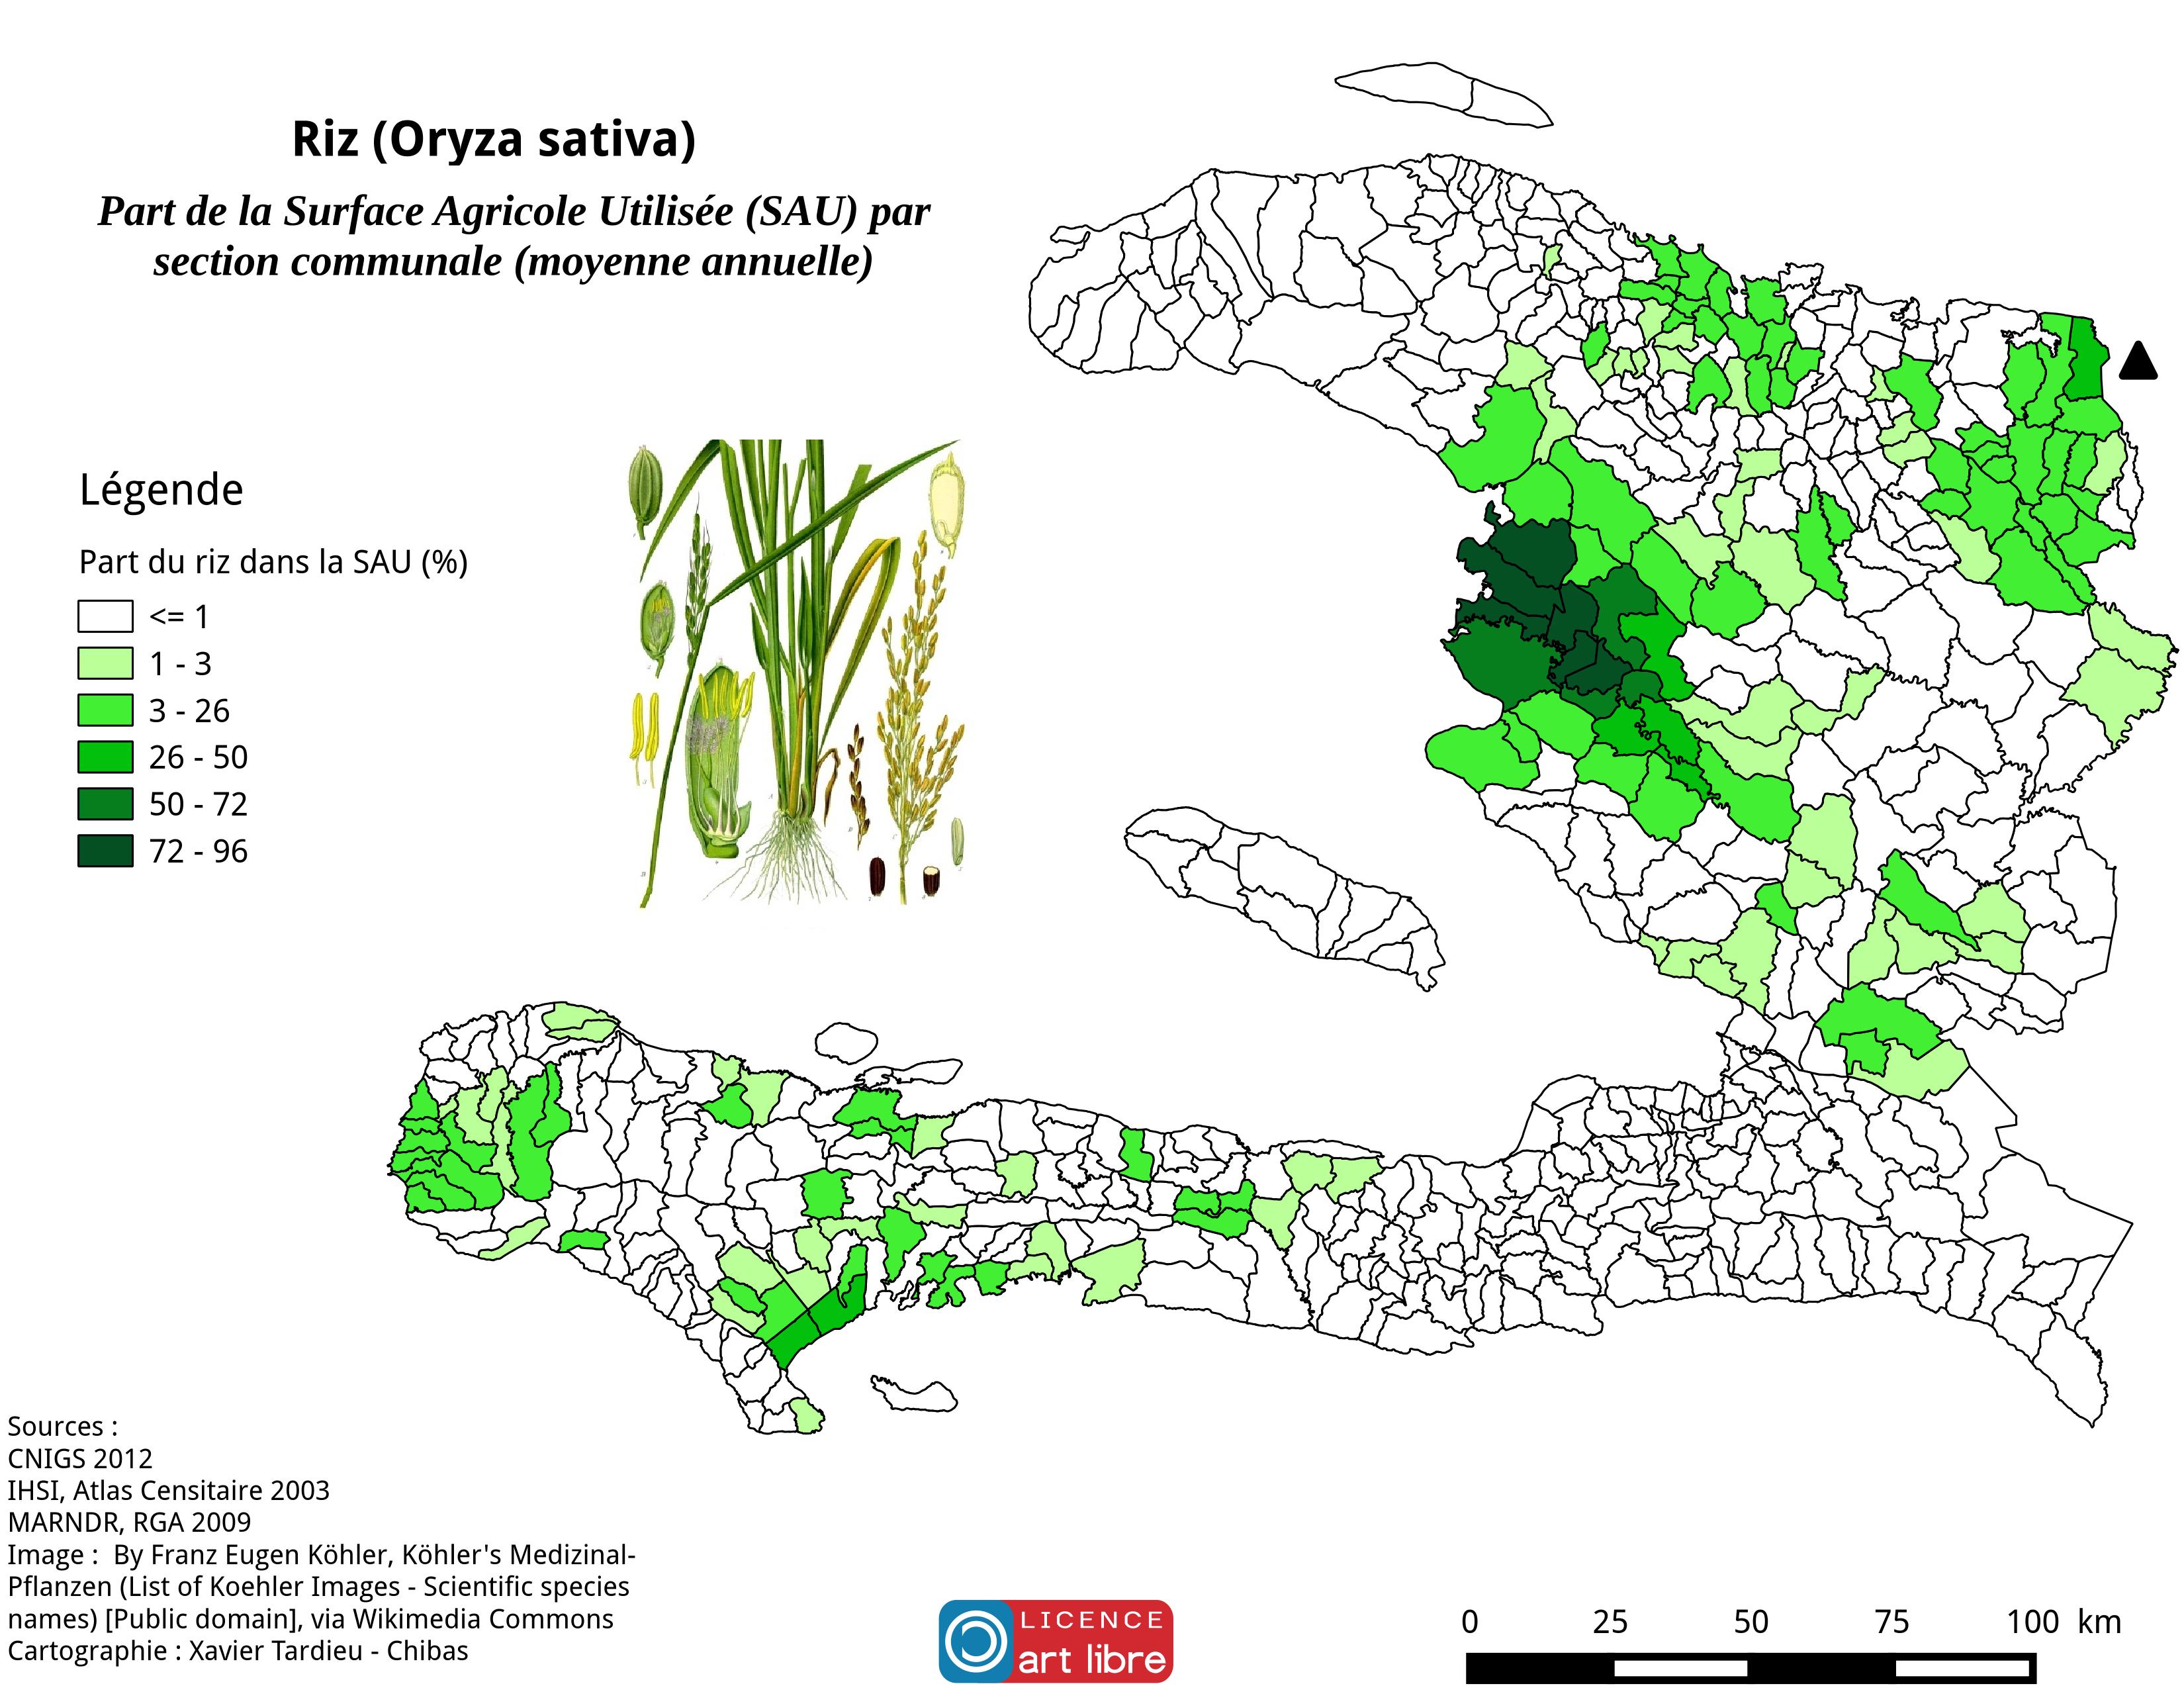 Riz (Oryza sativa)
Part de la Surface Agricole Utilisée (SAU) par
section communale (moyenne annuelle)
Légende
Part du riz dans la SAU (%)
<= 1
1 - 3
3 - 26
26 - 50
50 - 72
72 - 96
Sources :
CNIGS 2012
IHSI, Atlas Censitaire 2003
MARNDR, RGA 2009
Image :  By Franz Eugen Köhler, Köhler's Medizinal-
Pflanzen (List of Koehler Images - Scientific species
names) [Public domain], via Wikimedia Commons
Cartographie : Xavier Tardieu - Chibas
LICENCE
art libre
0 25 50 75 100 km